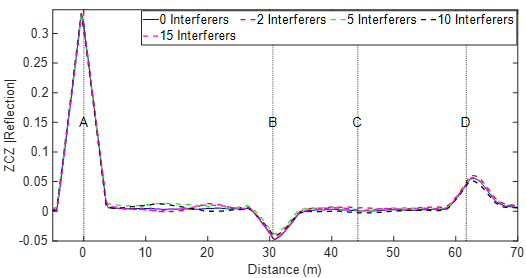 0 Interferers 2 Interferers 5 Interferers 10 Interferers
15 Interferers
0.3
0.25
0.2
0.15
0.1
0.05
0
-0.05
ZCZ |Reflection|
A B C D
0 10 20 30 40 50 60 70
Distance (m)